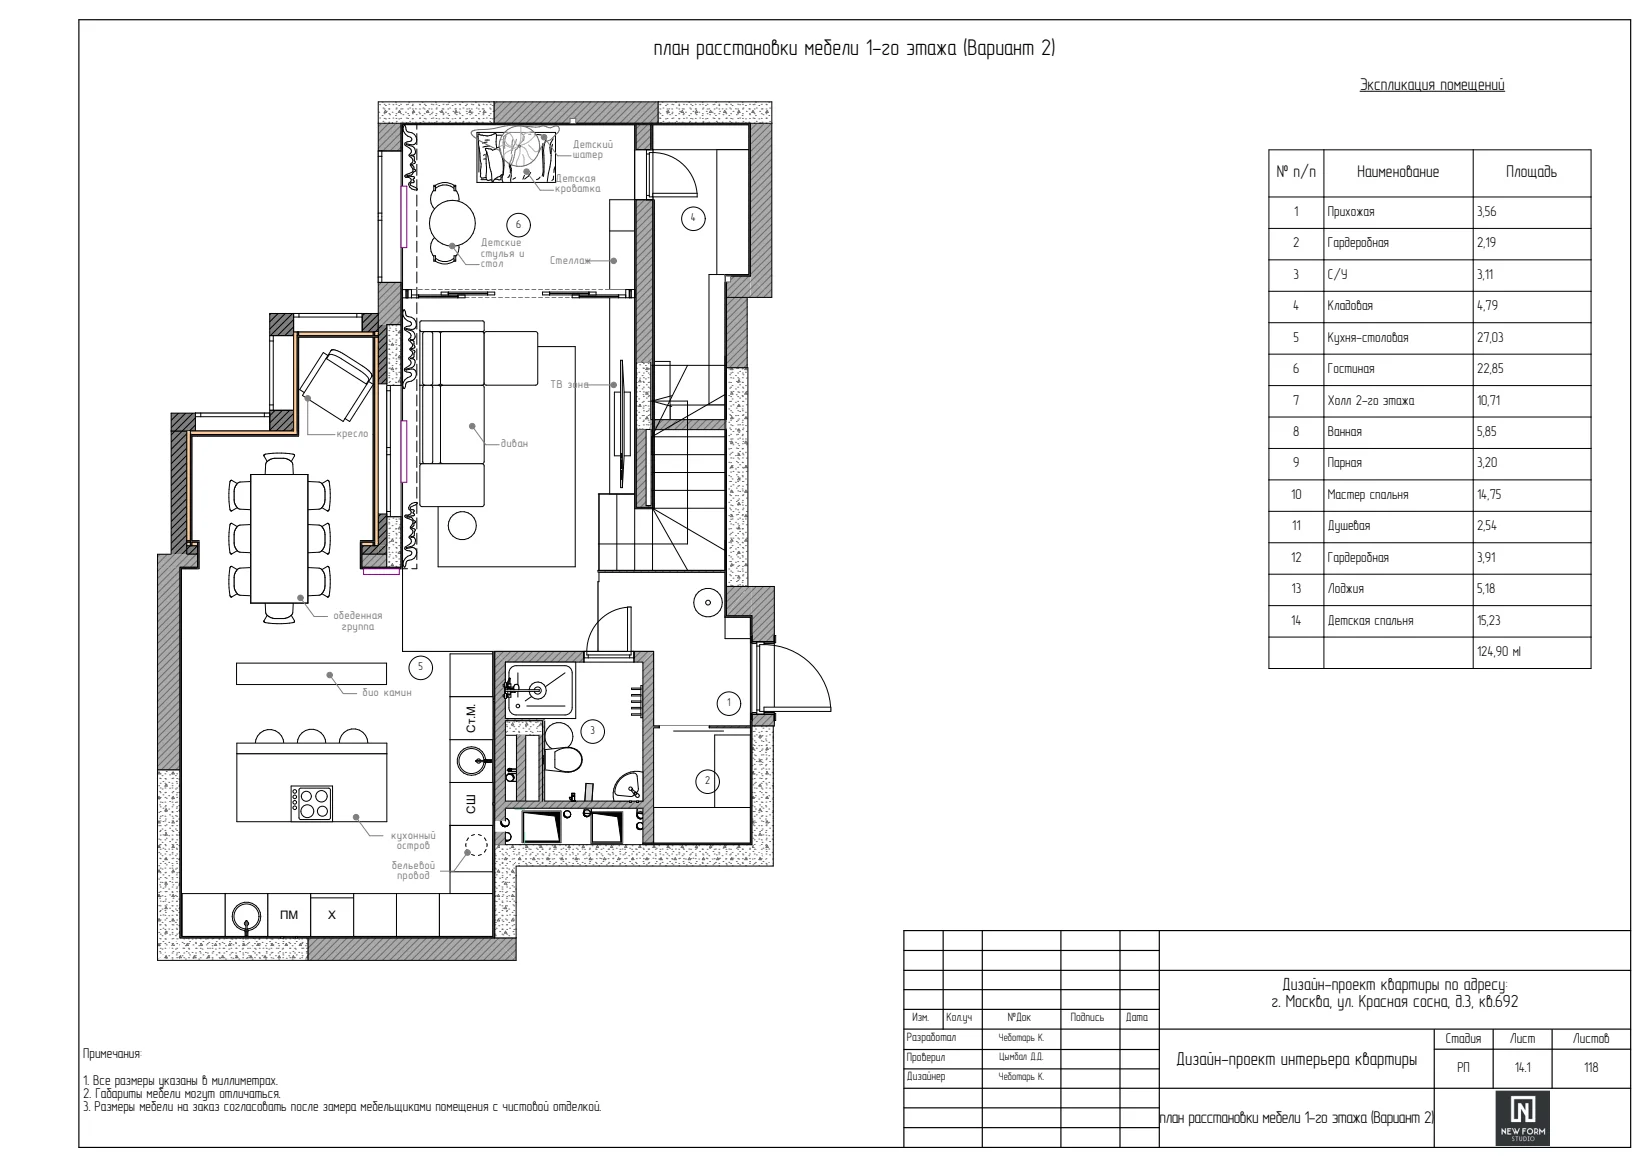 план расстановки мебели 1-го этажа (Вариант 2)
Экспликация помещений
№ п/п Наименование Площадь
1 Прихожая 3,56
2 Гардеробная 2,19
3 С/У 3,11
4 Кладовая 4,79
5 Кухня-столовая 27,03
6 Гостиная 22,85
7 Холл 2-го этажа 10,71
8 Ванная 5,85
9 Парная 3,20
10 Мастер спальня 14,75
11 Душевая 2,54
12 Гардеробная 3,91
13 Лоджия 5,18
14 Детская спальня 15,23
124,90 мІ
Детский
шатер
Детская
кроватка
6
4
Детские
стулья и
стол
Стеллаж
ТВ зона
кресло
диван
обеденная
группа
5
био камин
Ст.М.
1
3
2
СШ
кухонный
остров
бельевой
провод
ПМ
Х
Примечания:
1. Все размеры указаны в миллиметрах.
2. Габариты мебели могут отличаться.
3. Размеры мебели на заказ согласовать после замера мебельщиками помещения с чистовой отделкой.
Дизайн-проект квартиры по адресу:
г. Москва, ул. Красная сосна, д.3, кв.692
Изм. Кол.уч №Док Подпись Дата
Разработал Чеботарь К.
Проверил Цымбал Д.Д.
Дизайнер Чеботарь К.
Дизайн-проект интерьера квартиры
Стадия Лист Листов
РП 14.1 118
план расстановки мебели 1-го этажа (Вариант 2)
NEW FORM
STUDIO